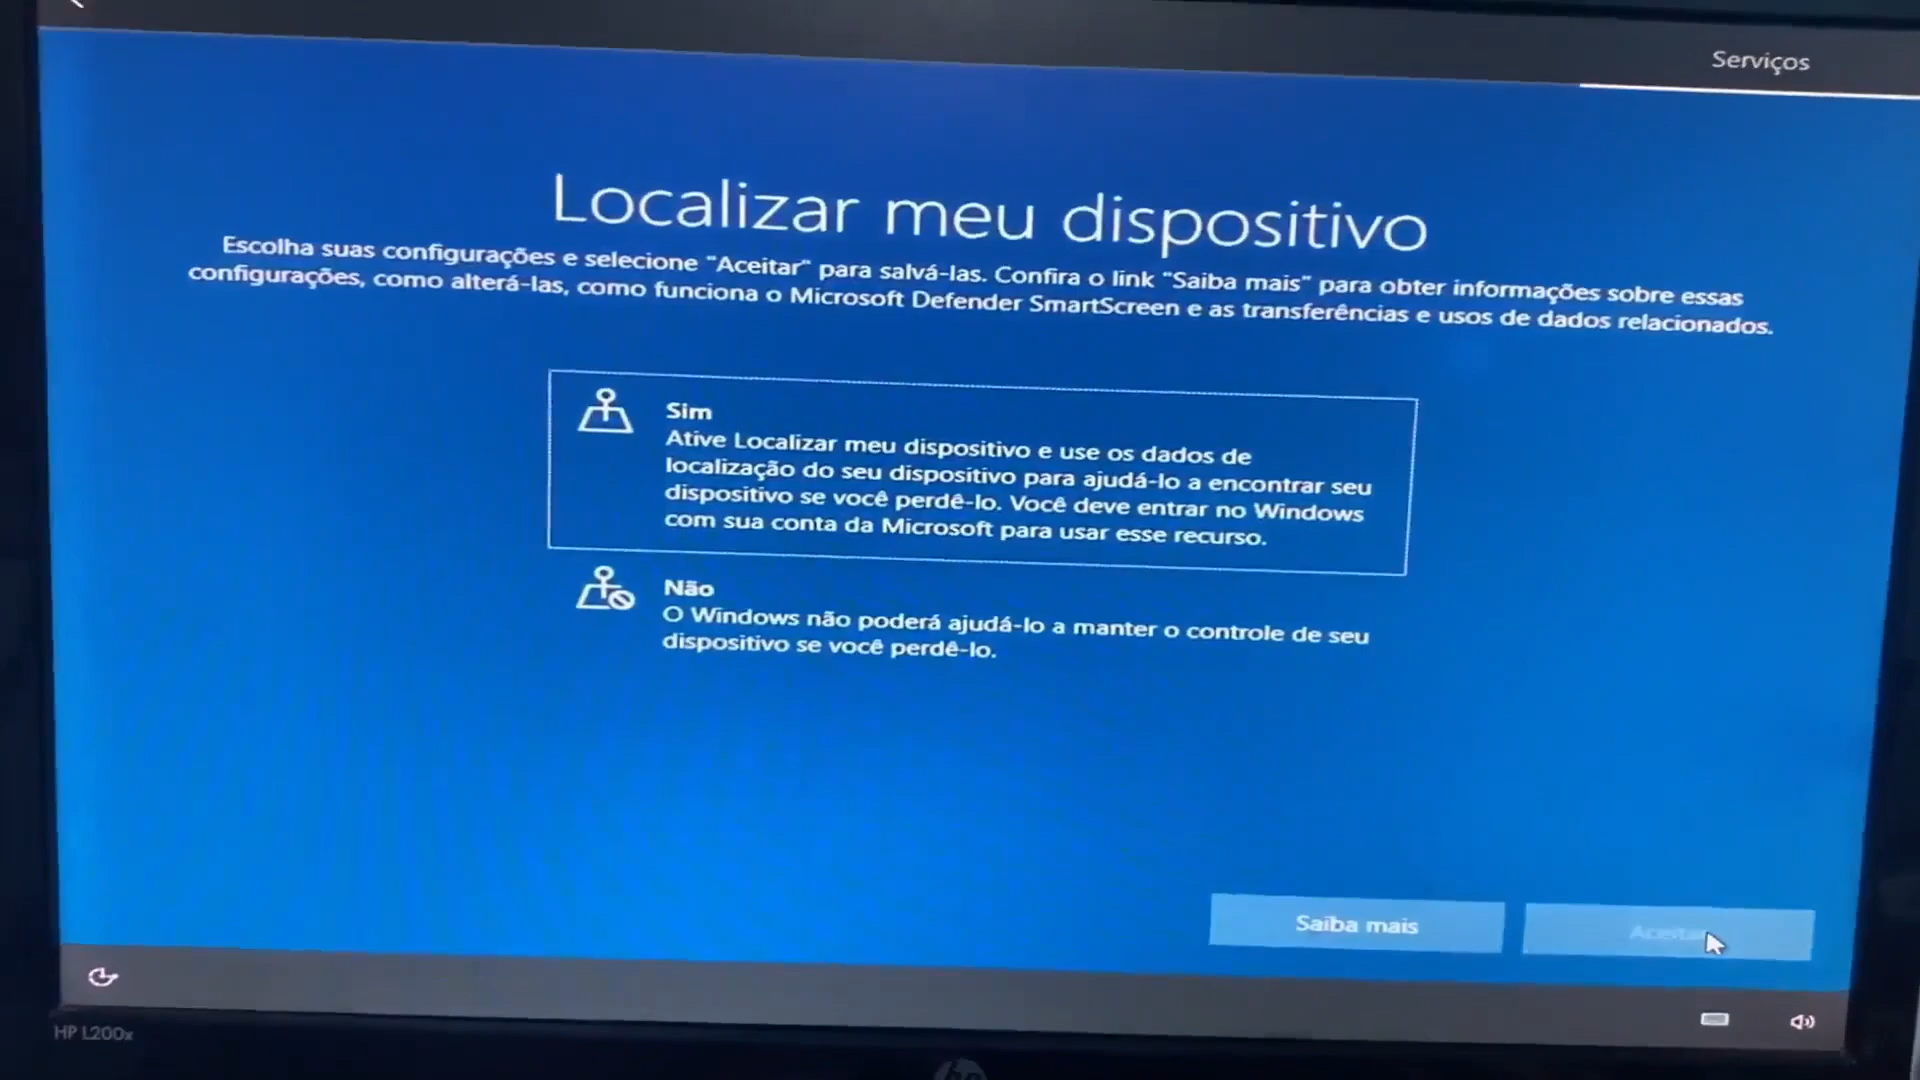 Serviços
Localizar meu dispositivo
Escolha suas configurações e selecione "Aceitar" para salvá-las. Confira o link "Saiba mais" para obter informações sobre essas
configurações, como alterá-las, como funciona o Microsoft Defender SmartScreen e as transferências e usos de dados relacionados.
Sim
Ative Localizar meu dispositivo e use os dados de
localização do seu dispositivo para ajudá-lo a encontrar seu
dispositivo se você perdê-lo. Você deve entrar no Windows
com sua conta da Microsoft para usar esse recurso.
Não
O Windows não poderá ajudá-lo a manter o controle de seu
dispositivo se você perdê-lo.
Saiba mais
Aceitar
HP L200x
hp